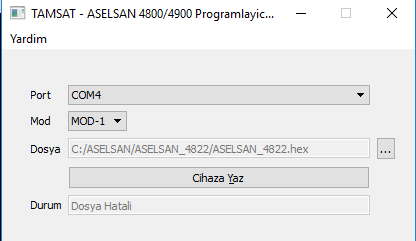 TAMSAT - ASELSAN 4800/4900 Programlayic...
Yardim
Port COM4
Mod MOD-1
Dosya C:/ASELSAN/ASELSAN_4822/ASELSAN_4822.hex ...
Cihaza Yaz
Durum Dosya Hatali